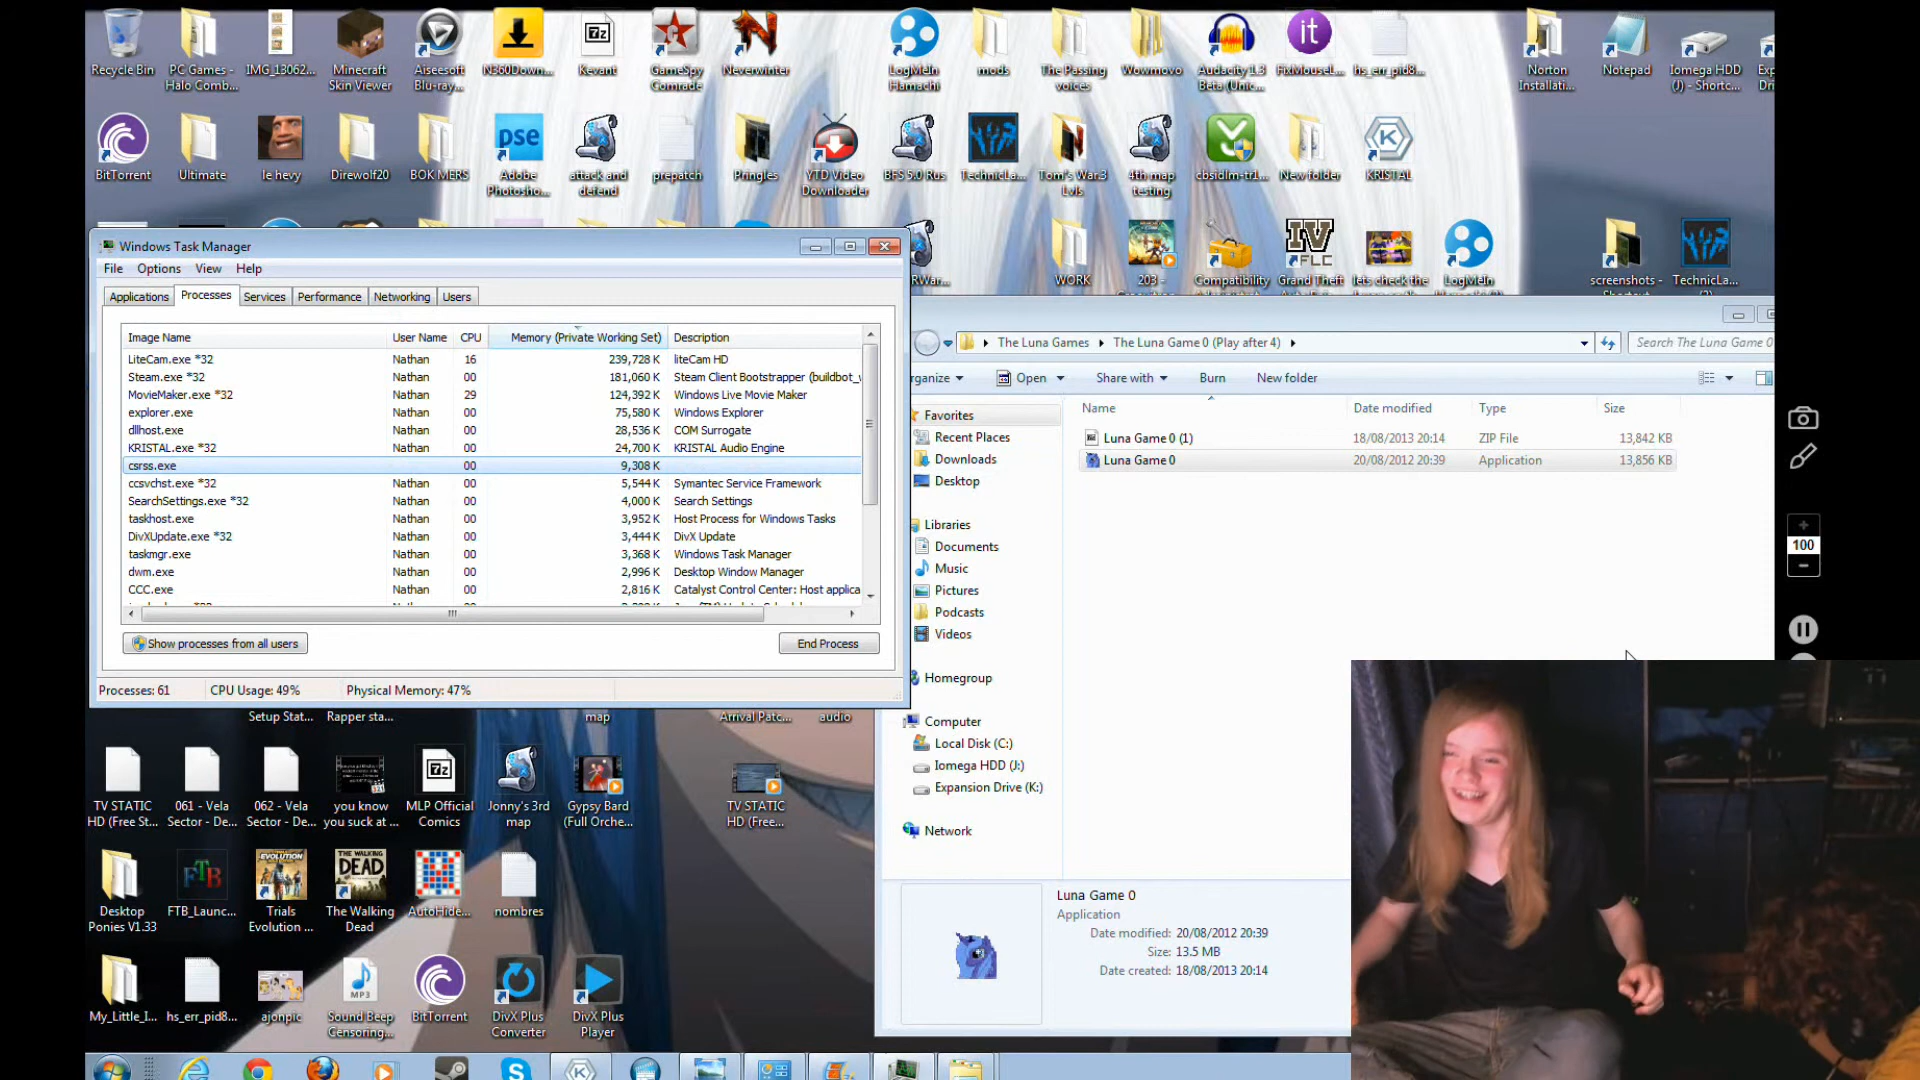 Recycle Bin
PC Games - Halo Comb...
IMG_13062...
Minecraft Skin Viewer
Aiseesoft Blu-ray...
N360Down...
Kevant
GameSpy Comrade
Neverwinter
LogMeIn Hamachi
mods
The Passing voices
Wowmovo
Audacity 1.3 Beta (Unic...
FixMouseL...
hs_err_pid8...
Norton Installati...
Notepad
Iomega HDD (J) - Shortc...
BitTorrent
Ultimate
le hevy
Direwolf20
BOK MERS
pse
Adobe Photosho...
attack and defend
prepatch
Pringles
YTD Video Downloader
BFS 5.0 Rus
TechnicLa...
Tom's War.3 Lvls
4th map testing
cbsidlm-tr1...
New folder
KRISTAL
WORK
203 -
Compatibility
IV
FLC
Grand Theft
lets check the
LogMeIn
screenshots - Shortcut
TechnicLa...
Windows Task Manager
File Options View Help
Applications Processes Services Performance Networking Users
Image Name User Name CPU Memory (Private Working Set) Description
LiteCam.exe *32 Nathan 16 239,728 K liteCam HD
Steam.exe *32 Nathan 00 181,060 K Steam Client Bootstrapper (buildbot_
MovieMaker.exe *32 Nathan 29 124,392 K Windows Live Movie Maker
explorer.exe Nathan 00 75,580 K Windows Explorer
dllhost.exe Nathan 00 28,536 K COM Surrogate
KRISTAL.exe *32 Nathan 00 24,700 K KRISTAL Audio Engine
csrss.exe 00 9,308 K
ccsvchst.exe *32 Nathan 00 5,544 K Symantec Service Framework
SearchSettings.exe *32 Nathan 00 4,000 K Search Settings
taskhost.exe Nathan 00 3,952 K Host Process for Windows Tasks
DivXUpdate.exe *32 Nathan 00 3,444 K DivX Update
taskmgr.exe Nathan 00 3,368 K Windows Task Manager
dwm.exe Nathan 00 2,996 K Desktop Window Manager
CCC.exe Nathan 00 2,816 K Catalyst Control Center: Host applica
Show processes from all users
End Process
Processes: 61 CPU Usage: 49% Physical Memory: 47%
The Luna Games
The Luna Game 0 (Play after 4)
Search The Luna Game 0
rganize Open Share with Burn New folder
Name Date modified Type Size
Luna Game 0 (1) 18/08/2013 20:14 ZIP File 13,842 KB
Luna Game 0 20/08/2012 20:39 Application 13,856 KB
Favorites
Recent Places
Downloads
Desktop
Libraries
Documents
Music
Pictures
Podcasts
Videos
Homegroup
Computer
Local Disk (C:)
Iomega HDD (J:)
Expansion Drive (K:)
Network
Luna Game 0
Application
Date modified: 20/08/2012 20:39
Size: 13.5 MB
Date created: 18/08/2013 20:14
100
Setup Stat...
Rapper sta...
map
Arrival Patc...
audio
TV STATIC HD (Free St...
061 - Vela Sector - De...
062 - Vela Sector - De...
you know you suck at ...
MLP Official Comics
Jonny's 3rd map
Gypsy Bard (Full Orche...
TV STATIC HD (Free...
Desktop Ponies V1.33
FTB
FTB_Launc...
EVOLUTION
Trials Evolution ...
THE WALKING DEAD
The Walking Dead
AutoHide...
nombres
My_Little_I...
hs_err_pid8...
ajonpic
MP3
Sound Beep Censoring...
BitTorrent
DivX Plus Converter
DivX Plus Player